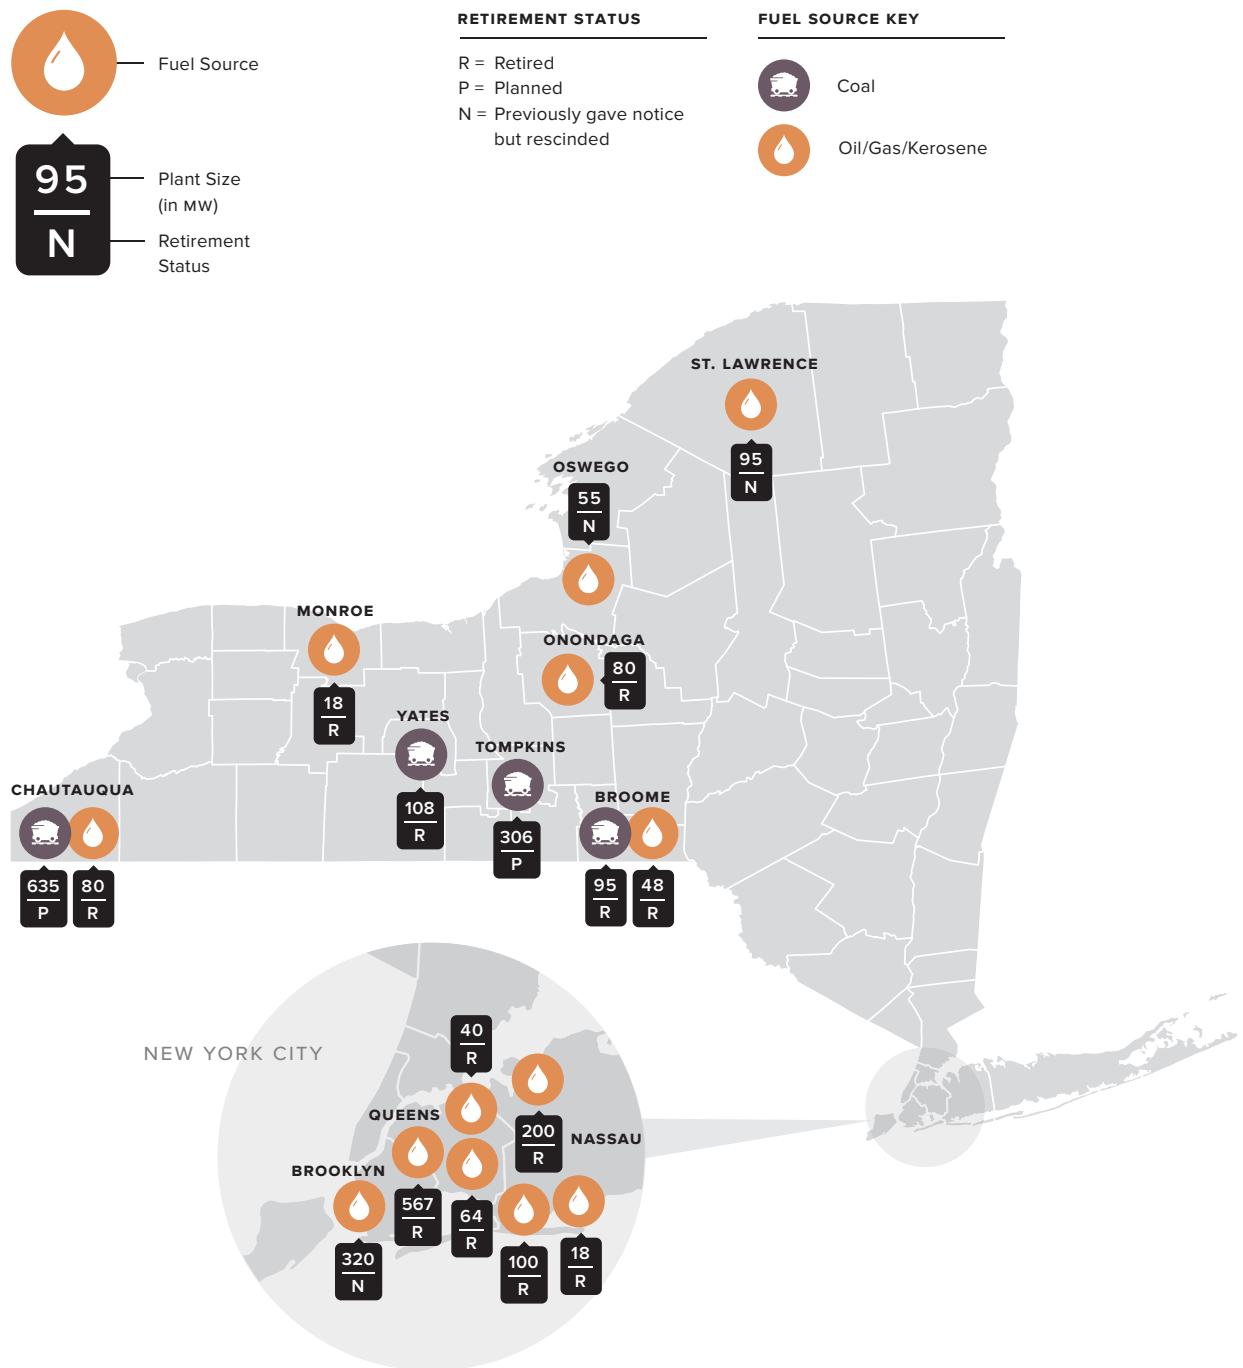 Fuel Source
95
N
Plant Size
(in MW)
Retirement
Status
RETIREMENT STATUS
R = Retired
P = Planned
N = Previously gave notice
but rescinded
FUEL SOURCE KEY
Coal
Oil/Gas/Kerosene
ST. LAWRENCE
95
N
OSWEGO
55
N
MONROE
18
R
ONONDAGA
80
R
YATES
108
R
TOMPKINS
306
P
CHAUTAUQUA
635
P
80
R
BROOME
95
R
48
R
NEW YORK CITY
40
R
QUEENS
567
R
64
R
200
R
NASSAU
BROOKLYN
320
N
100
R
18
R